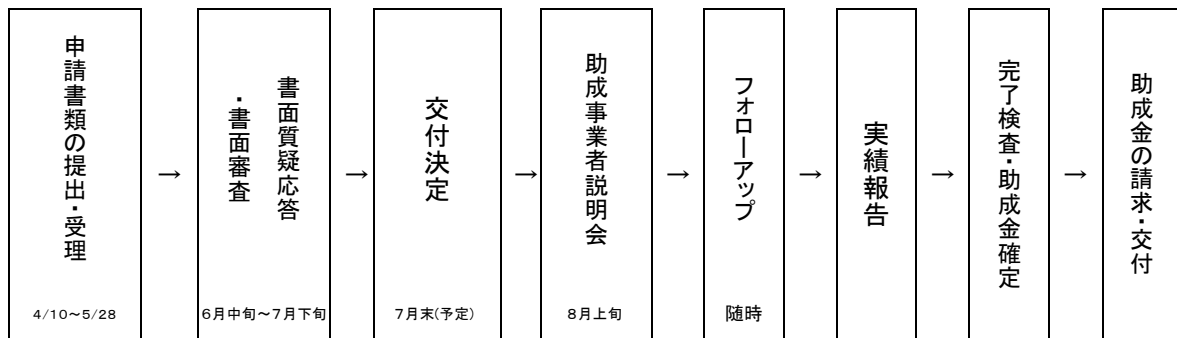 申請書類の提出・受理
4/10～5/28
→
書面質疑応答
・書面審査
6月中旬～7月下旬
→
交付決定
7月末(予定)
→
助成事業者説明会
8月上旬
→
フォローアップ
随時
→
実績報告
→
完了検査・助成金確定
→
助成金の請求・交付